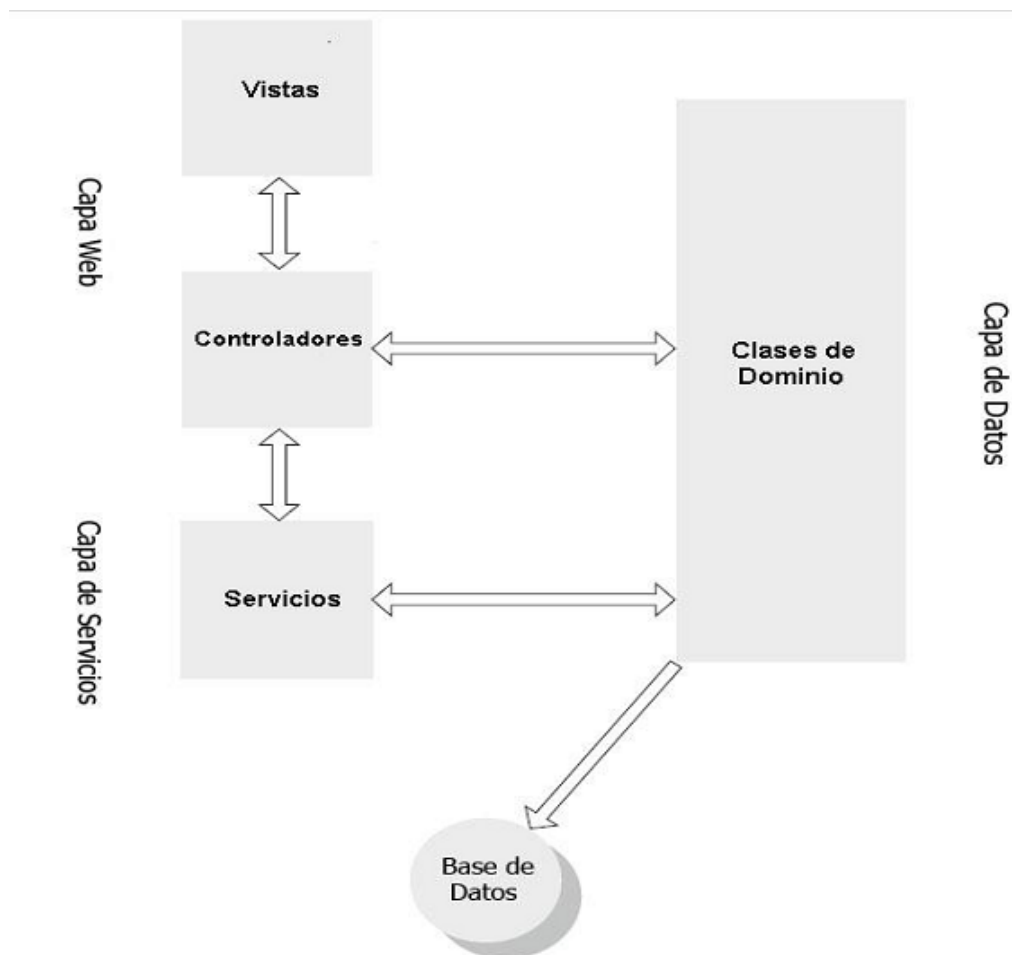 Vistas
Capa Web
Controladores
Clases de
Dominio
Capa de Datos
Capa de Servicios
Servicios
Base de
Datos